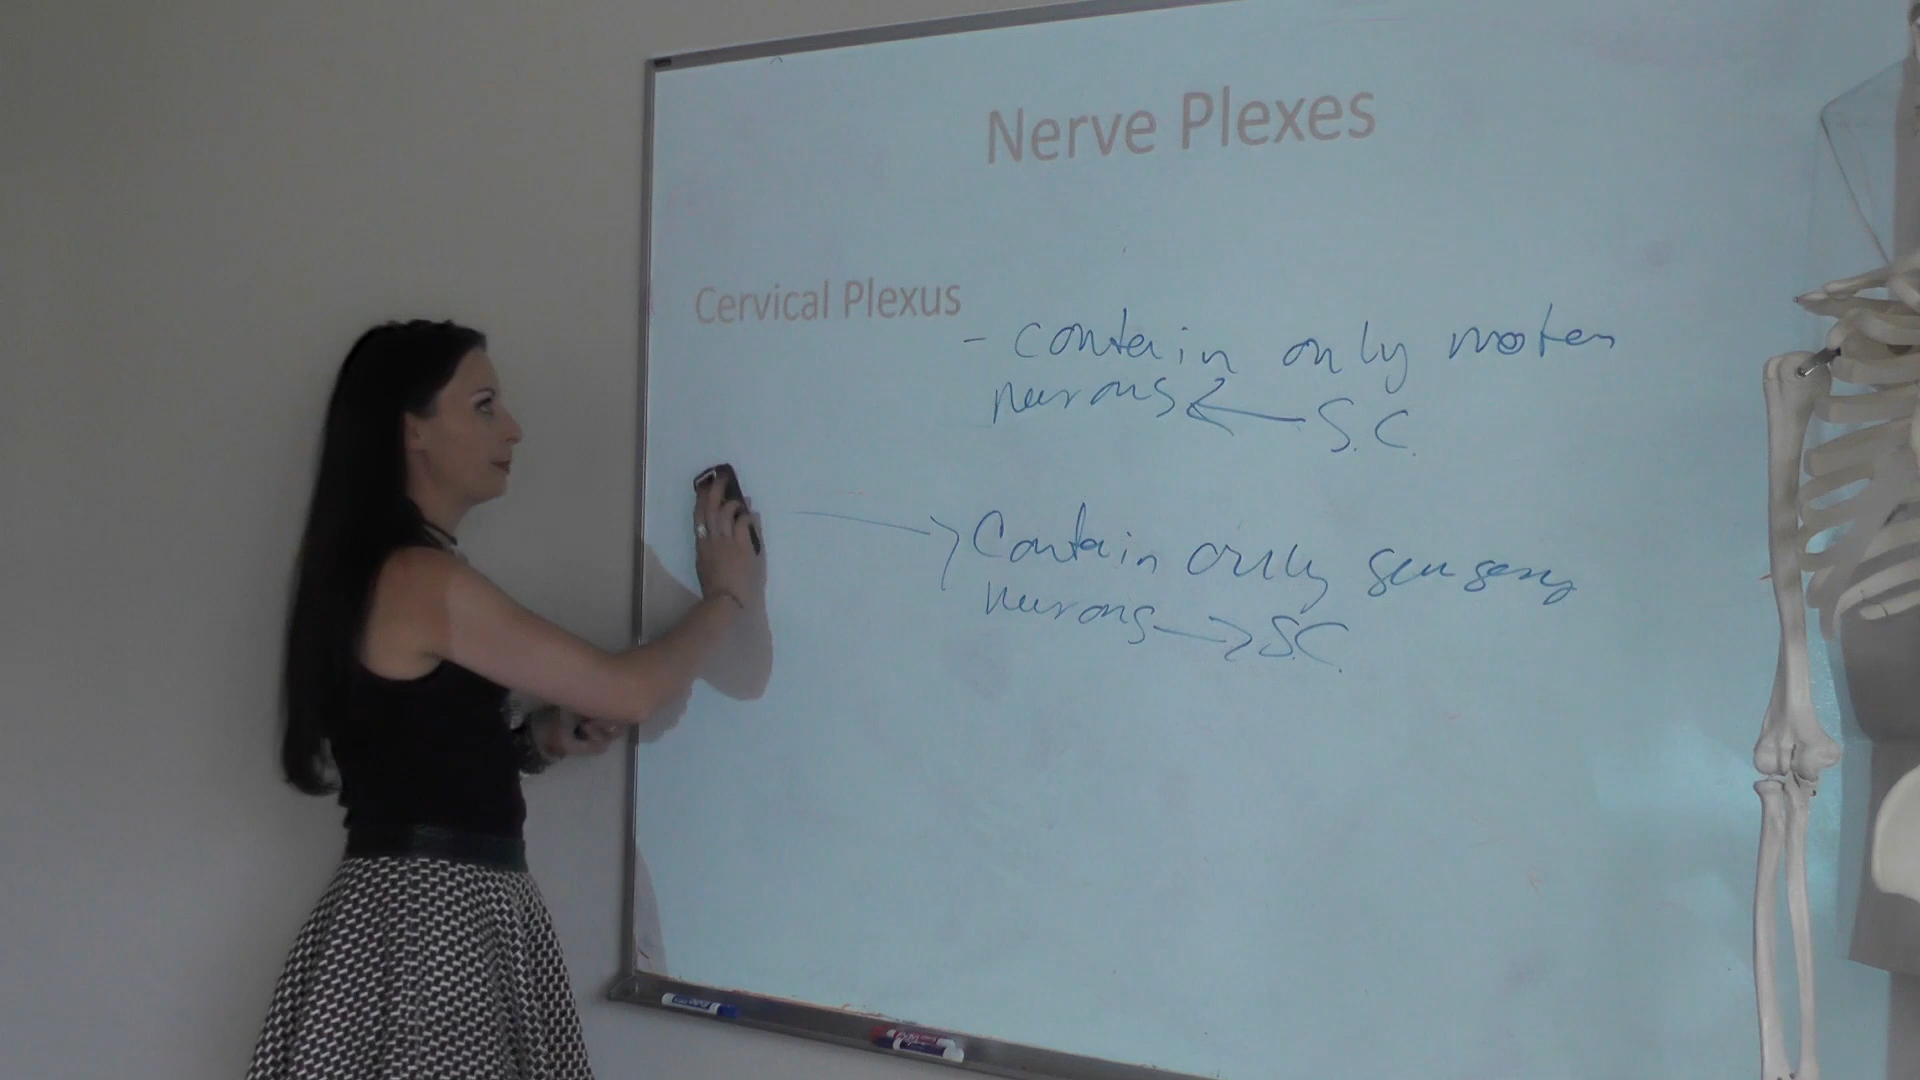 Nerve Plexes
Cervical Plexus
- contain only motor
neurons ← S.C.
→ Contain only sensory
neurons → S.C.